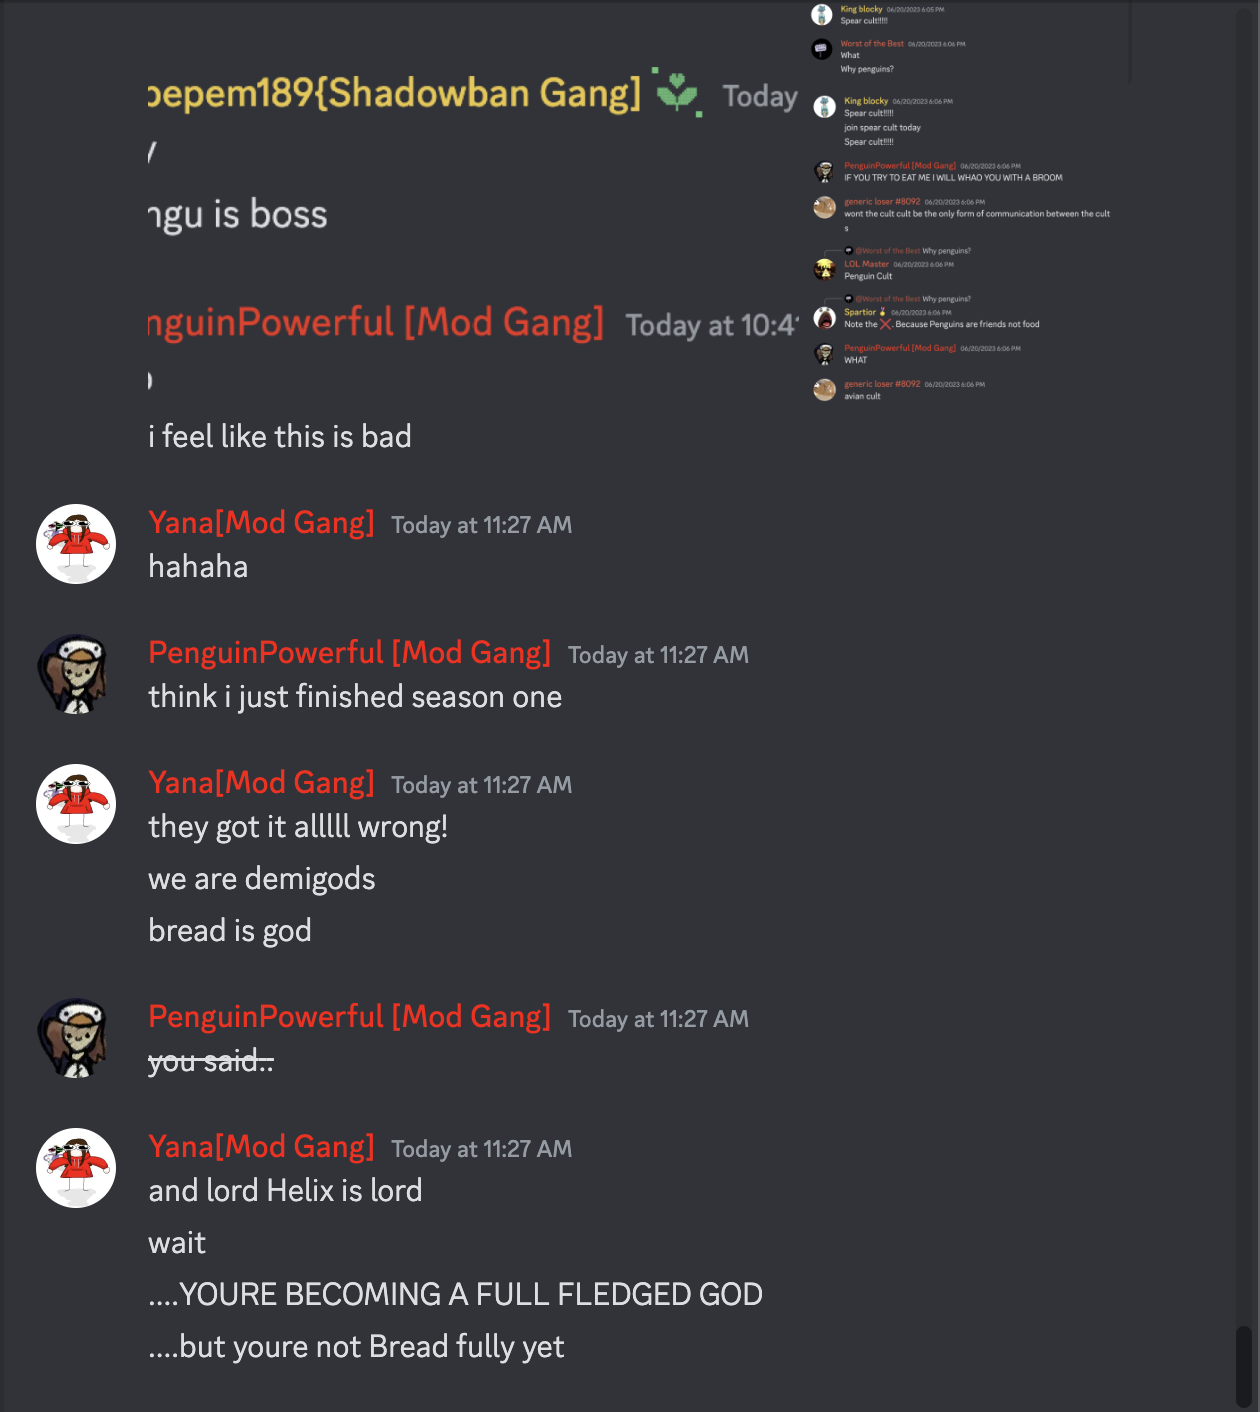 pepem189{Shadowban Gang] Today
ngu is boss
nguinPowerful [Mod Gang] Today at 10:4
King blocky 06/20/2023 6:05 PM
Spear cult!!!!!
Worst of the Best 06/20/2023 6:06 PM
What
Why penguins?
King blocky 06/20/2023 6:06 PM
Spear cult!!!!!
join spear cult today
Spear cult!!!!!
PenguinPowerful [Mod Gang] 06/20/2023 6:06 PM
IF YOU TRY TO EAT ME I WILL WHAO YOU WITH A BROOM
generic loser #8092 06/20/2023 6:06 PM
wont the cult cult be the only form of communication between the cult
s
@Worst of the Best Why penguins?
LOL Master 06/20/2023 6:06 PM
Penguin Cult
@Worst of the Best Why penguins?
Spartior 06/20/2023 6:06 PM
Note the ❌. Because Penguins are friends not food
PenguinPowerful [Mod Gang] 06/20/2023 6:06 PM
WHAT
generic loser #8092 06/20/2023 6:06 PM
avian cult
i feel like this is bad
Yana[Mod Gang] Today at 11:27 AM
hahaha
PenguinPowerful [Mod Gang] Today at 11:27 AM
think i just finished season one
Yana[Mod Gang] Today at 11:27 AM
they got it alllll wrong!
we are demigods
bread is god
PenguinPowerful [Mod Gang] Today at 11:27 AM
you said..
Yana[Mod Gang] Today at 11:27 AM
and lord Helix is lord
wait
....YOURE BECOMING A FULL FLEDGED GOD
....but youre not Bread fully yet